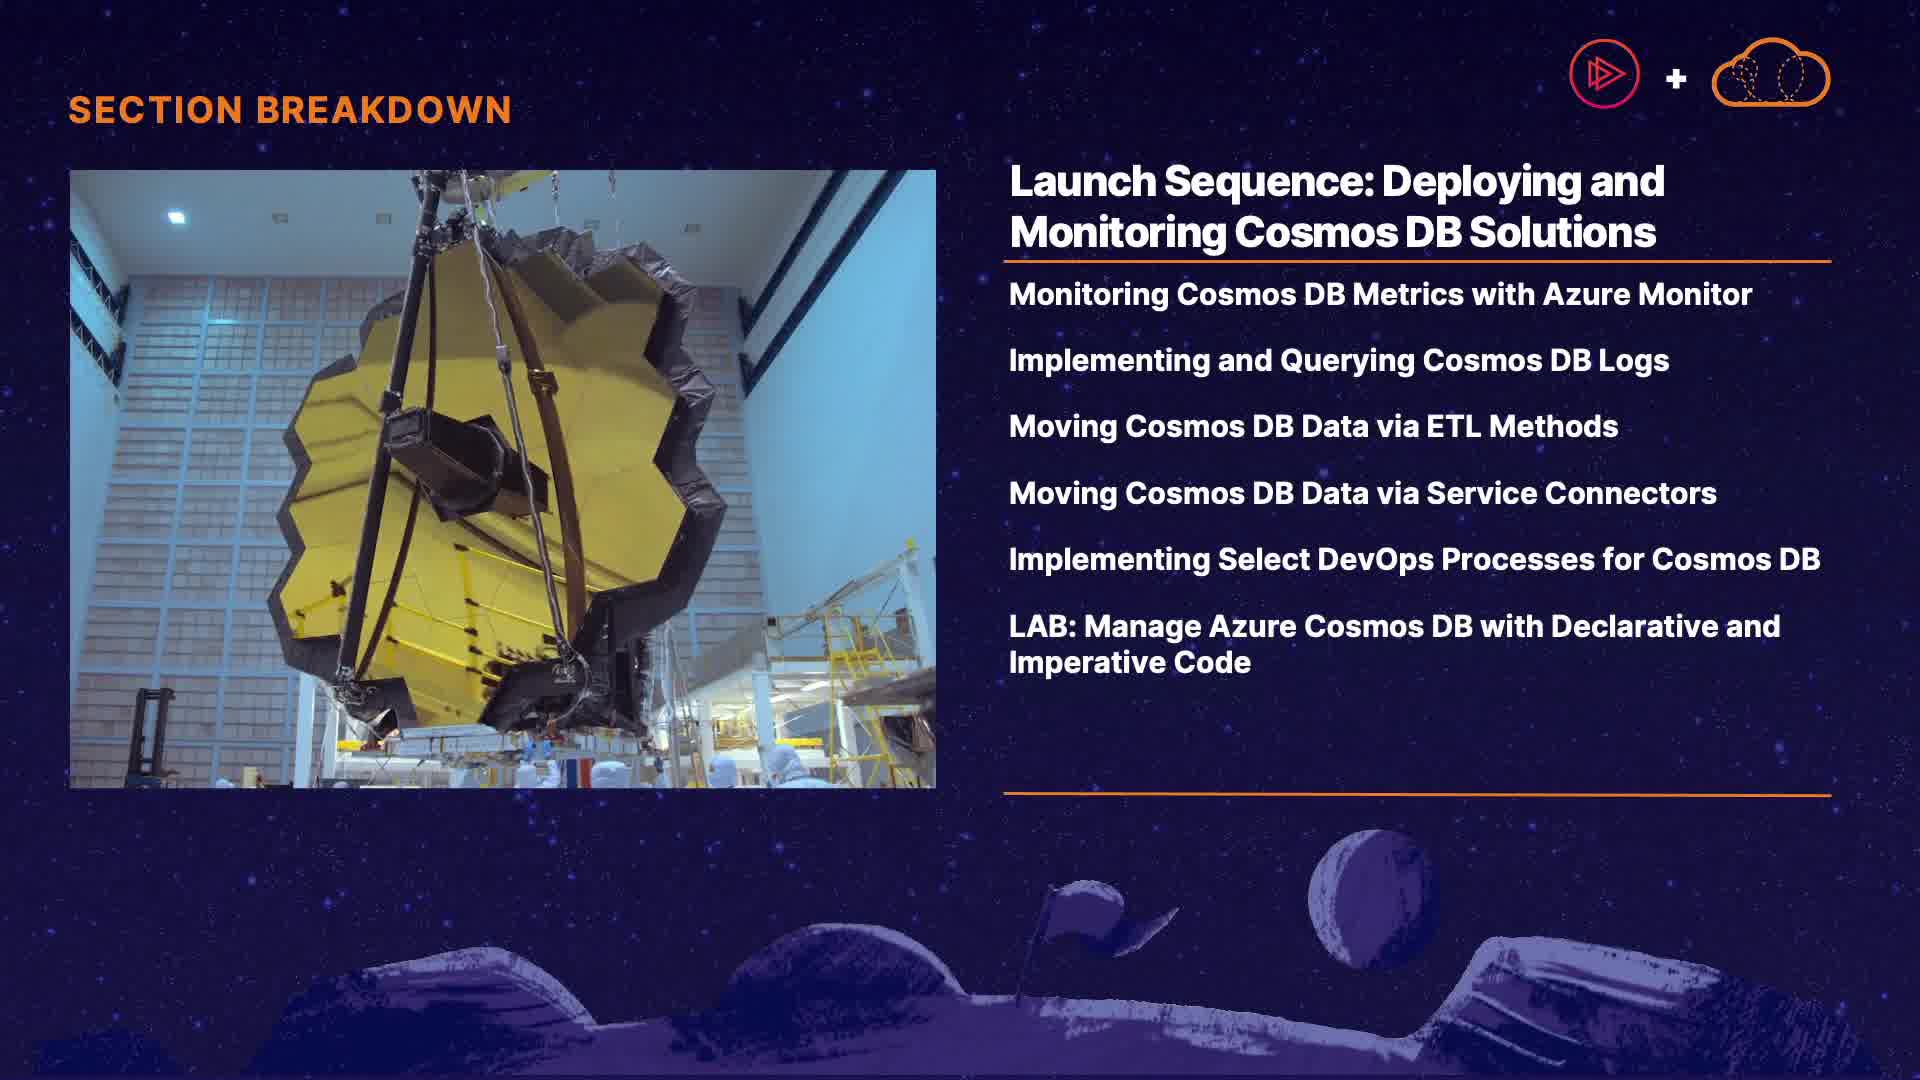 SECTION BREAKDOWN
+
Launch Sequence: Deploying and
Monitoring Cosmos DB Solutions
Monitoring Cosmos DB Metrics with Azure Monitor
Implementing and Querying Cosmos DB Logs
Moving Cosmos DB Data via ETL Methods
Moving Cosmos DB Data via Service Connectors
Implementing Select DevOps Processes for Cosmos DB
LAB: Manage Azure Cosmos DB with Declarative and
Imperative Code